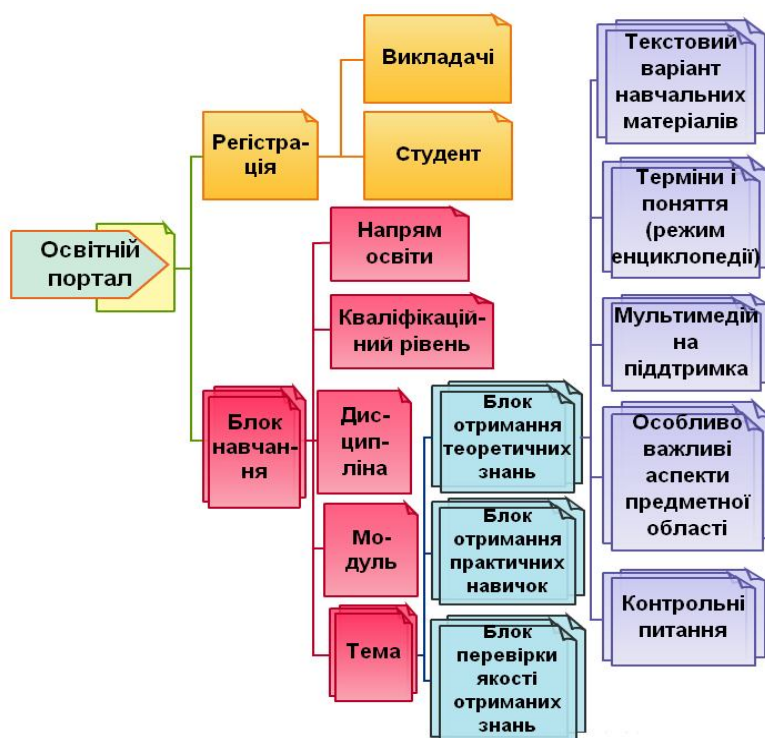 Освітній
портал
Регістра-
ція
Викладачі
Студент
Блок
навчан-
ня
Напрям
освіти
Кваліфікацій-
ний рівень
Дис-
цип-
ліна
Мо-
дуль
Тема
Блок
отримання
теоретичних
знань
Блок
отримання
практичних
навичок
Блок
перевірки
якості
отриманих
знань
Текстовий
варіант
навчальних
матеріалів
Терміни і
поняття
(режим
енциклопедії)
Мультимедій
на
піддтримка
Особливо
важливі
аспекти
предметної
області
Контрольні
питання